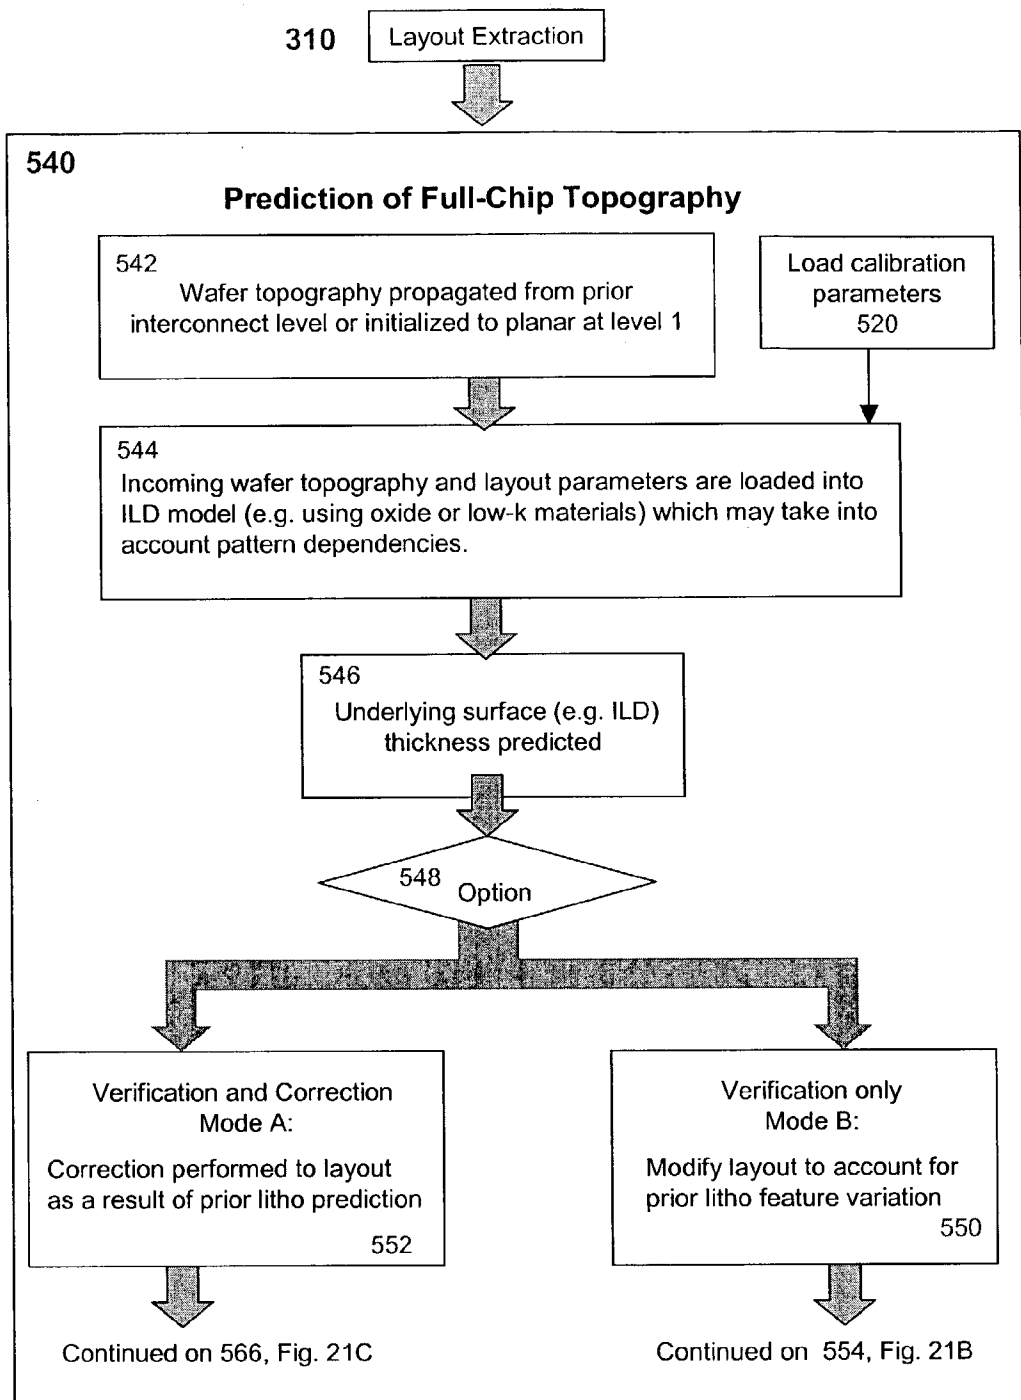 310
Layout Extraction
540
Prediction of Full-Chip Topography
542
Wafer topography propagated from prior
interconnect level or initialized to planar at level 1
Load calibration
parameters
520
544
Incoming wafer topography and layout parameters are loaded into
ILD model (e.g. using oxide or low-k materials) which may take into
account pattern dependencies.
546
Underlying surface (e.g. ILD)
thickness predicted
548
Option
Verification and Correction
Mode A:
Correction performed to layout
as a result of prior litho prediction
552
Verification only
Mode B:
Modify layout to account for
prior litho feature variation
550
Continued on 566, Fig. 21C
Continued on 554, Fig. 21B